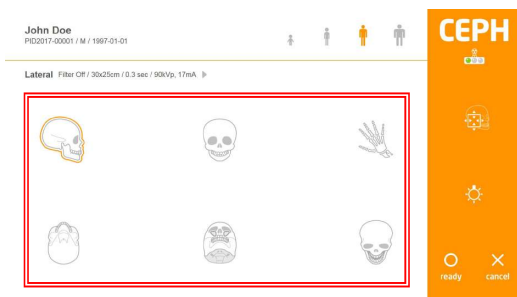 John Doe
PID2017-00001 / M / 1997-01-01
CEPH
Lateral Filter Off / 30x25cm / 0.3 sec / 90kVp, 17mA
ready
cancel